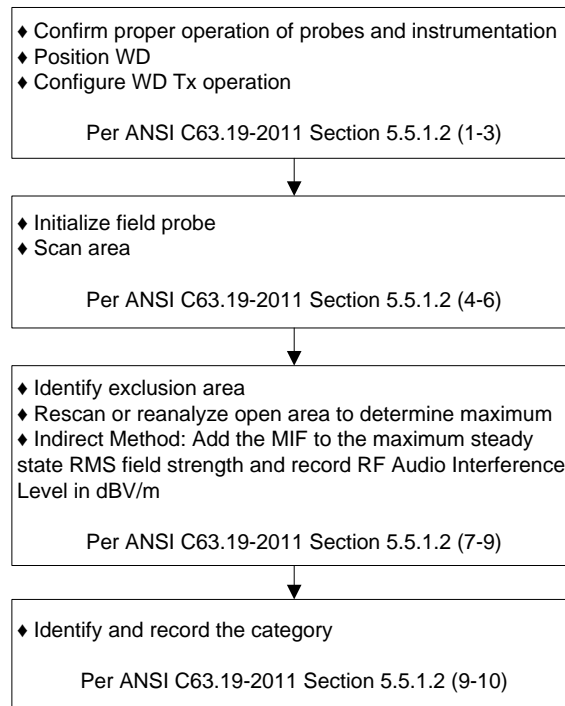 ♦ Confirm proper operation of probes and instrumentation
♦ Position WD
♦ Configure WD Tx operation
Per ANSI C63.19-2011 Section 5.5.1.2 (1-3)
♦ Initialize field probe
♦ Scan area
Per ANSI C63.19-2011 Section 5.5.1.2 (4-6)
♦ Identify exclusion area
♦ Rescan or reanalyze open area to determine maximum
♦ Indirect Method: Add the MIF to the maximum steady
state RMS field strength and record RF Audio Interference
Level in dBV/m
Per ANSI C63.19-2011 Section 5.5.1.2 (7-9)
♦ Identify and record the category
Per ANSI C63.19-2011 Section 5.5.1.2 (9-10)